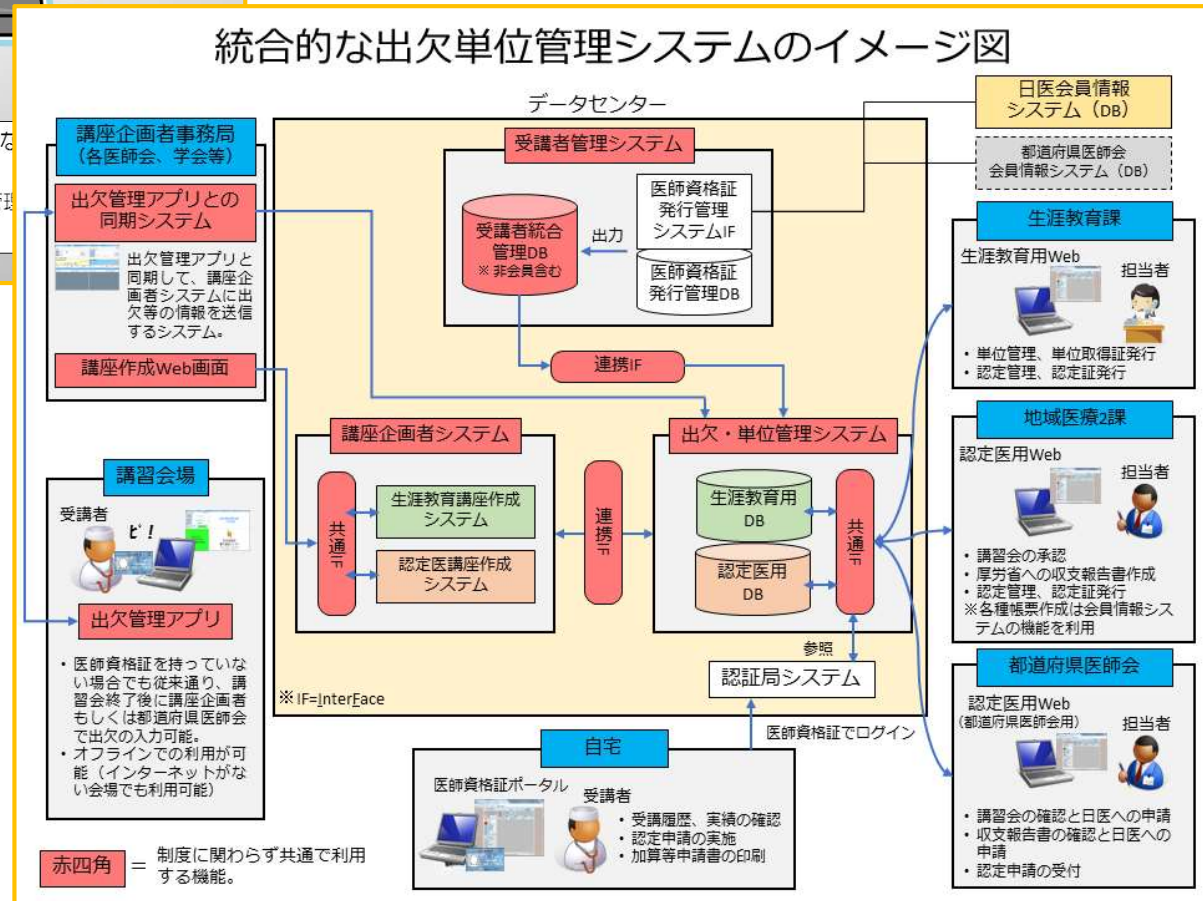 統合的な出欠単位管理システムのイメージ図
データセンター
日医会員情報
システム（DB）
都道府県医師会
会員情報システム（DB）
講座企画者事務局
（各医師会、学会等）
出欠管理アプリとの
同期システム
出欠管理アプリと
同期して、講座企
画者システムに出
欠等の情報を送信
するシステム。
講座作成Web画面
受講者管理システム
受講者統合
管理DB
※ 非会員含む
出力
医師資格証
発行管理
システムIF
医師資格証
発行管理DB
連携IF
講座企画者システム
共通IF
生涯教育講座作成
システム
認定医講座作成
システム
連携IF
出欠・単位管理システム
生涯教育用
DB
認定医用
DB
共通IF
参照
認証局システム
※IF=InterFace
医師資格証でログイン
講習会場
受講者
ピ！
出欠管理アプリ
・医師資格証を持っていな
い場合でも従来通り、講
習会終了後に講座企画者
もしくは都道府県医師会
で出欠の入力可能。
・オフラインでの利用が可
能（インターネットがな
い会場でも利用可能）
自宅
医師資格証ポータル
受講者
・受講履歴、実績の確認
・認定申請の実施
・加算等申請書の印刷
生涯教育課
生涯教育用Web
担当者
・単位管理、単位取得証発行
・認定管理、認定証発行
地域医療2課
認定医用Web
担当者
・講習会の承認
・厚労省への収支報告書作成
・認定管理、認定証発行
※各種帳票作成は会員情報シス
テムの機能を利用
都道府県医師会
認定医用Web
（都道府県医師会用）
担当者
・講習会の確認と日医への申請
・収支報告書の確認と日医への
申請
・認定申請の受付
赤四角 ＝ 制度に関わらず共通で利用
する機能。